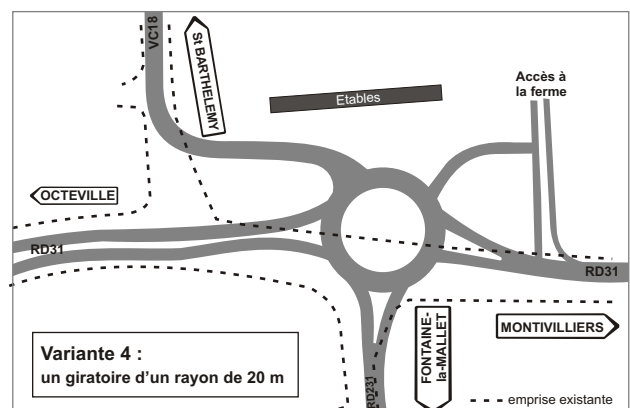 VC18
St BARTHELEMY
Etables
Accès à
la ferme
OCTEVILLE
RD31
RD31
MONTIVILLIERS
FONTAINE-
la-MALLET
RD231
Variante 4 :
un giratoire d'un rayon de 20 m
emprise existante